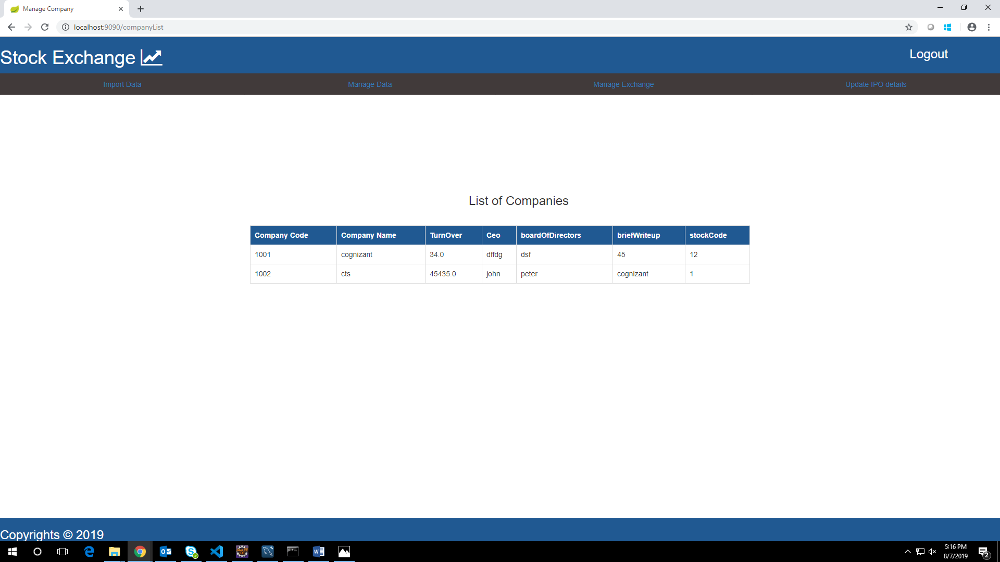 Manage Company
localhost:9090/companyList
Stock Exchange
Logout
Import Data Manage Data Manage Exchange Update IPO details
List of Companies
Company Code Company Name TurnOver Ceo boardOfDirectors briefWriteup stockCode
1001 cognizant 34.0 dffdg dsf 45 12
1002 cts 45435.0 john peter cognizant 1
Copyrights © 2019
5:16 PM
8/7/2019
2